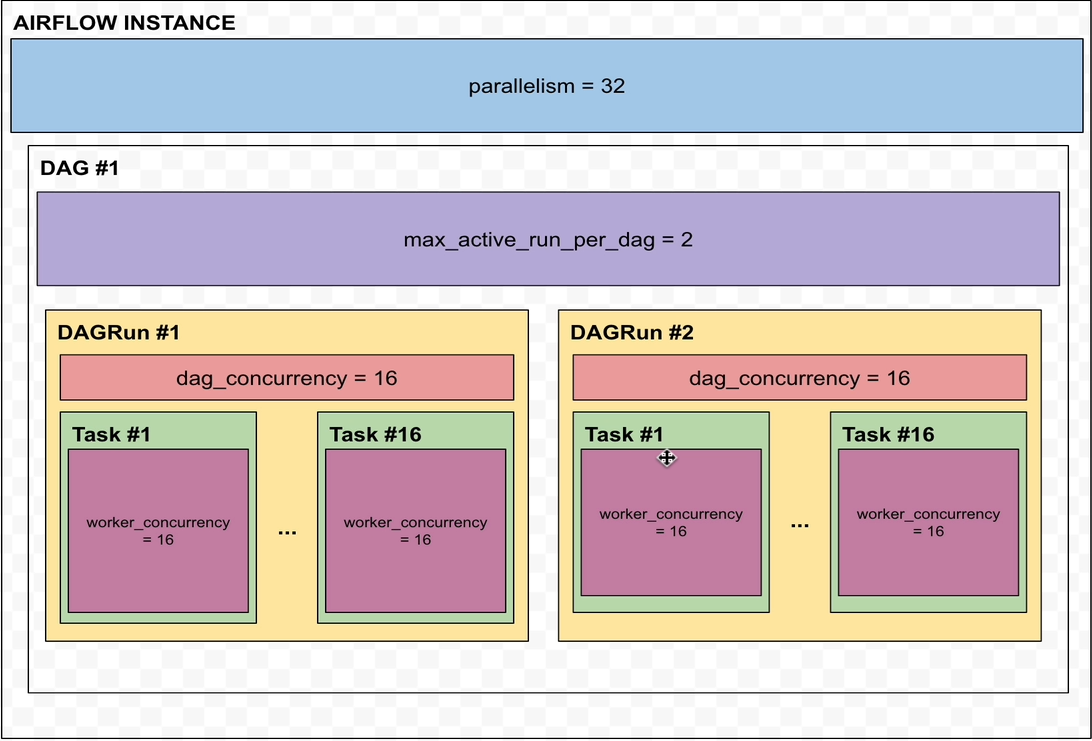 AIRFLOW INSTANCE
parallelism = 32
DAG #1
max_active_run_per_dag = 2
DAGRun #1
dag_concurrency = 16
Task #1
worker_concurrency
= 16
...
Task #16
worker_concurrency
= 16
DAGRun #2
dag_concurrency = 16
Task #1
worker_concurrency
= 16
...
Task #16
worker_concurrency
= 16